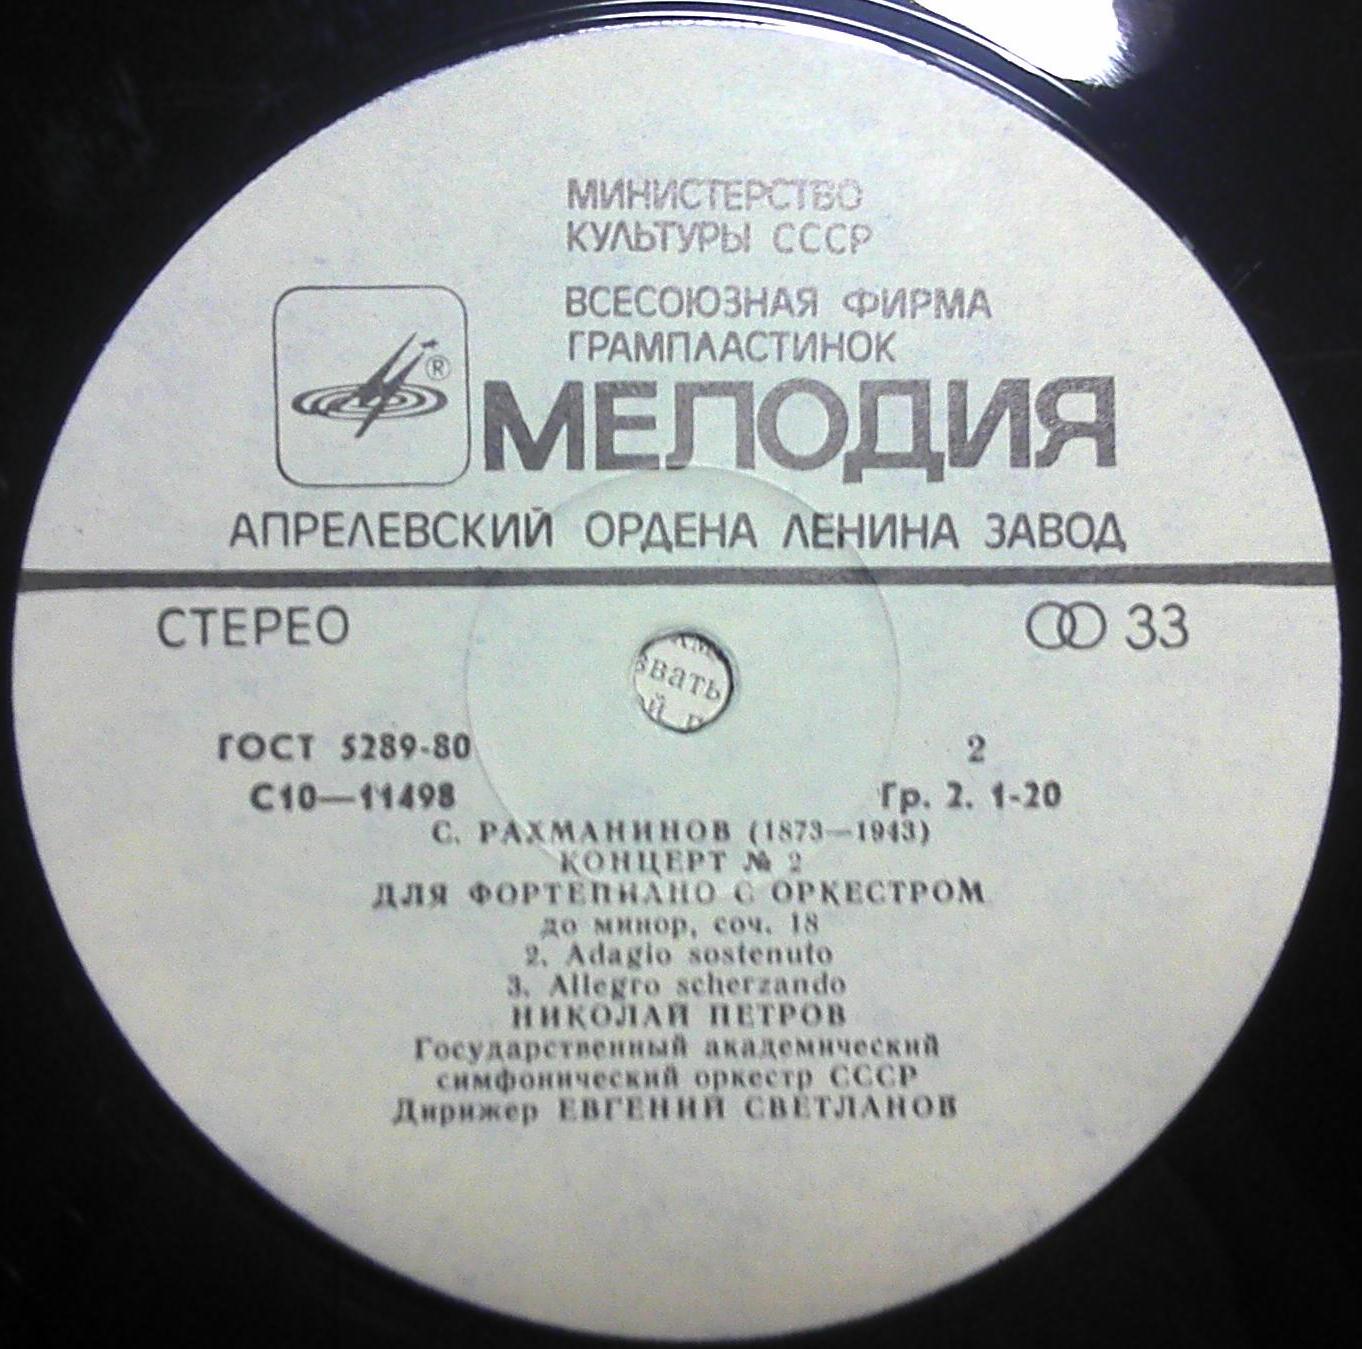 МИНИСТЕРСТВО
КУЛЬТУРЫ СССР
ВСЕСОЮЗНАЯ ФИРМА
ГРАМПЛАСТИНОК
®
МЕЛОДИЯ
АПРЕЛЕВСКИЙ ОРДЕНА ЛЕНИНА ЗАВОД
СТЕРЕО 33
звать
ГОСТ 5289-80 2
С10—11498 Гр. 2. 1-20
С. РАХМАНИНОВ (1873—1943)
КОНЦЕРТ № 2
ДЛЯ ФОРТЕПИАНО С ОРКЕСТРОМ
до минор, соч. 18
2. Adagio sostenuto
3. Allegro scherzando
НИКОЛАЙ ПЕТРОВ
Государственный академический
симфонический оркестр СССР
Дирижер ЕВГЕНИЙ СВЕТЛАНОВ